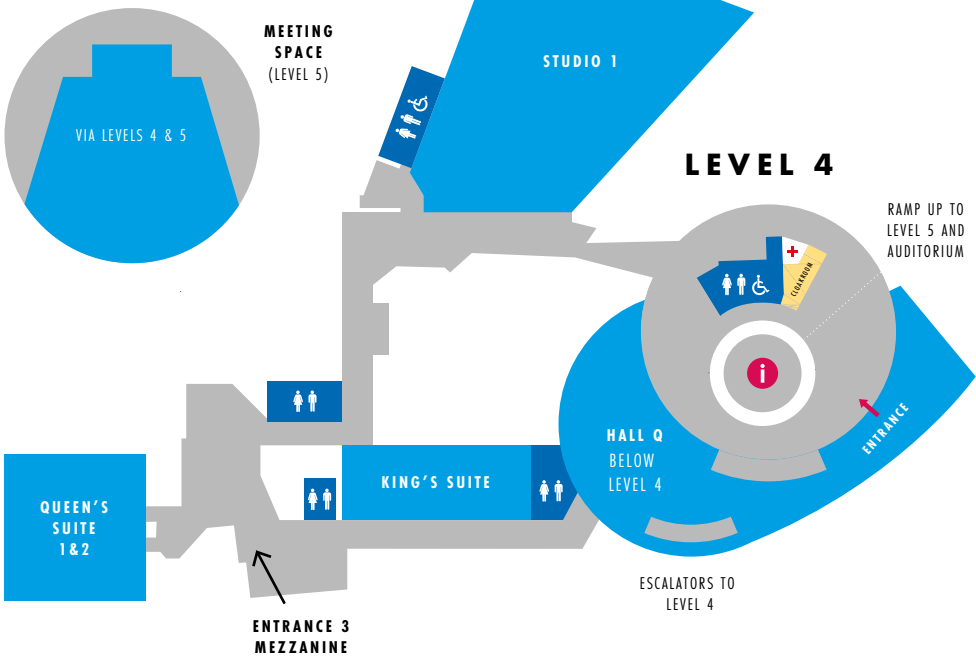 MEETING
SPACE
(LEVEL 5)
VIA LEVELS 4 & 5
STUDIO 1
LEVEL 4
RAMP UP TO
LEVEL 5 AND
AUDITORIUM
CLOAKROOM
i
ENTRANCE
HALL Q
BELOW
LEVEL 4
KING'S SUITE
QUEEN'S
SUITE
1&2
ESCALATORS TO
LEVEL 4
ENTRANCE 3
MEZZANINE